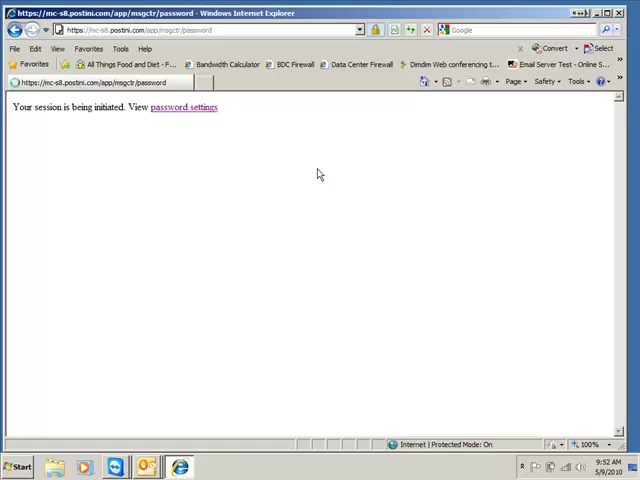 https://mc-s8.postini.com/app/msgctr/password - Windows Internet Explorer
https://mc-s8.postini.com/app/msgctr/password
Google
File Edit View Favorites Tools Help
Convert Select
Favorites All Things Food and Diet - F... Bandwidth Calculator BDC Firewall Data Center Firewall Dimdim Web conferencing t... Email Server Test - Online S...
https://mc-s8.postini.com/app/msgctr/password
Page Safety Tools
Your session is being initiated. View password settings
Internet | Protected Mode: On
100%
Start
9:52 AM
5/9/2010